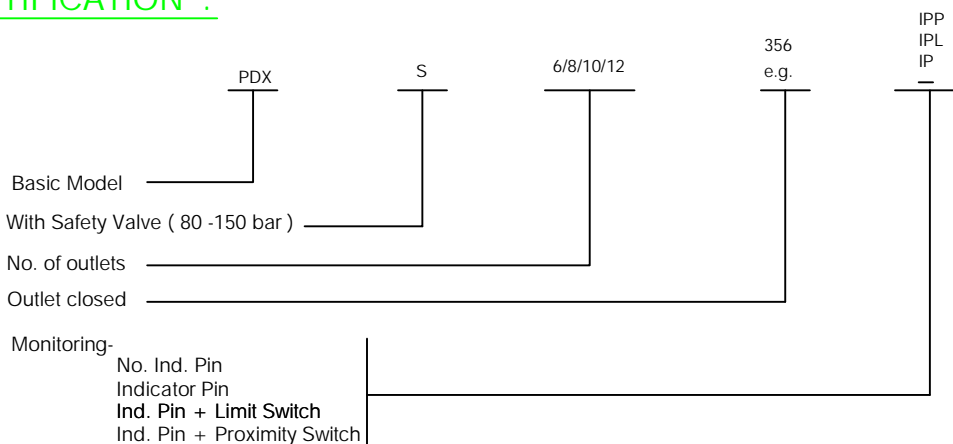 TIFICATION :
IPP
IPL
IP
–
356
e.g.
6/8/10/12
S
PDX
Basic Model
With Safety Valve ( 80 -150 bar )
No. of outlets
Outlet closed
Monitoring-
No. Ind. Pin
Indicator Pin
Ind. Pin + Limit Switch
Ind. Pin + Proximity Switch